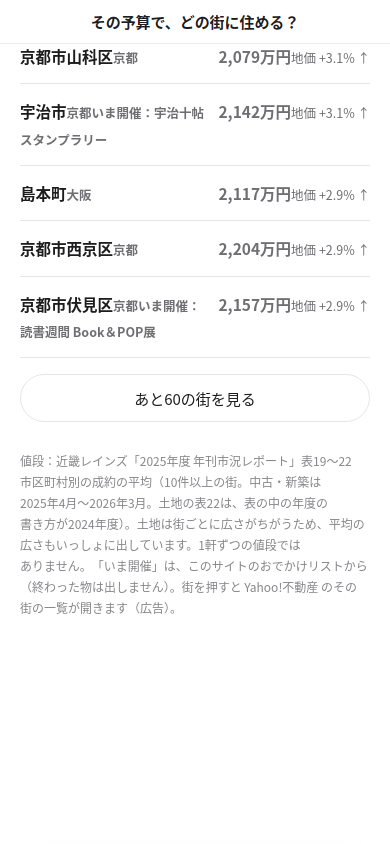 その予算で、どの街に住める？
京都市山科区京都 2,079万円地価 +3.1% ↑
宇治市京都いま開催：宇治十帖 2,142万円地価 +3.1% ↑
スタンプラリー
島本町大阪 2,117万円地価 +2.9% ↑
京都市西京区京都 2,204万円地価 +2.9% ↑
京都市伏見区京都いま開催： 2,157万円地価 +2.9% ↑
読書週間 Book＆POP展
あと60の街を見る
値段：近畿レインズ「2025年度 年刊市況レポート」表19〜22
市区町村別の成約の平均（10件以上の街。中古・新築は
2025年4月〜2026年3月。土地の表22は、表の中の年度の
書き方が2024年度）。土地は街ごとに広さがちがうため、平均の
広さもいっしょに出しています。1軒ずつの値段では
ありません。「いま開催」は、このサイトのおでかけリストから
（終わった物は出しません）。街を押すと Yahoo!不動産 のその
街の一覧が開きます（広告）。